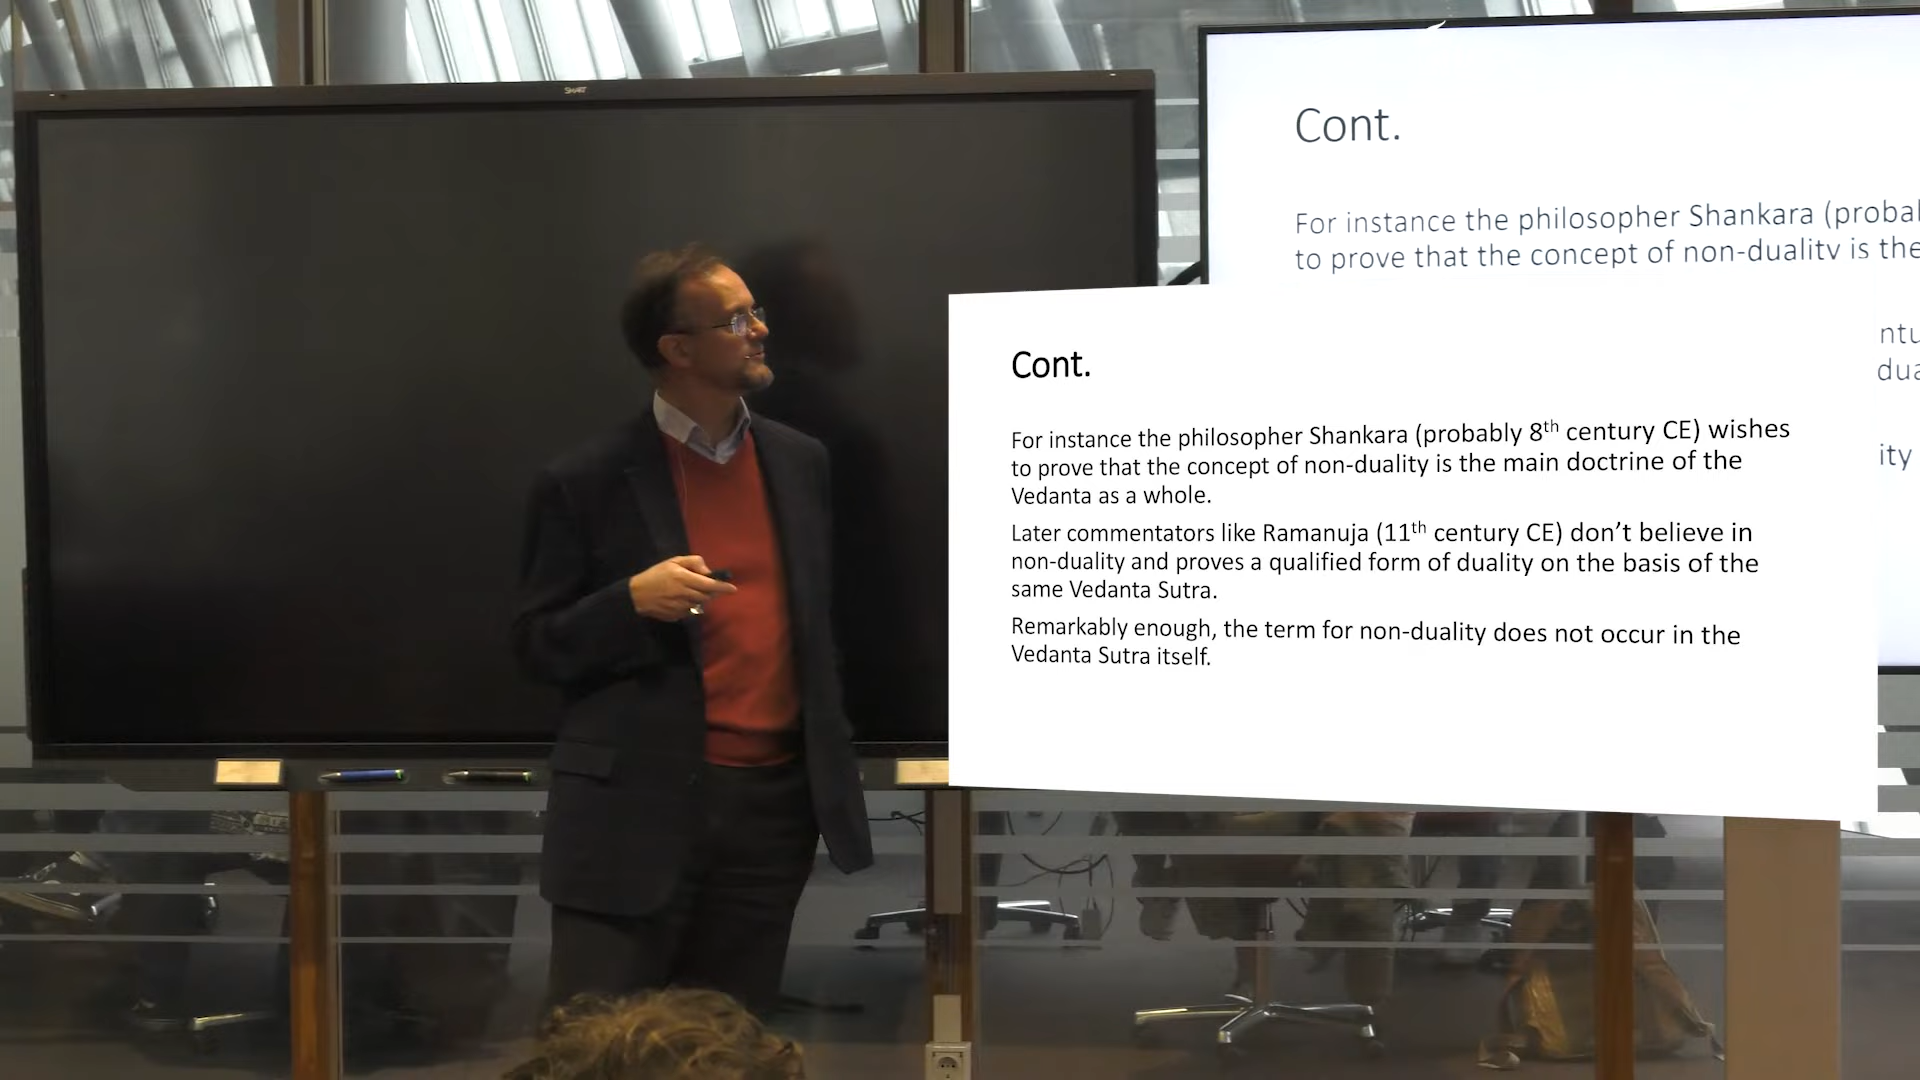 SMART
Cont.
For instance the philosopher Shankara
to prove that the concept of non-duality is the
Cont.
For instance the philosopher Shankara (probably 8th century CE) wishes
to prove that the concept of non-duality is the main doctrine of the
Vedanta as a whole.
Later commentators like Ramanuja (11th century CE) don’t believe in
non-duality and proves a qualified form of duality on the basis of the
same Vedanta Sutra.
Remarkably enough, the term for non-duality does not occur in the
Vedanta Sutra itself.